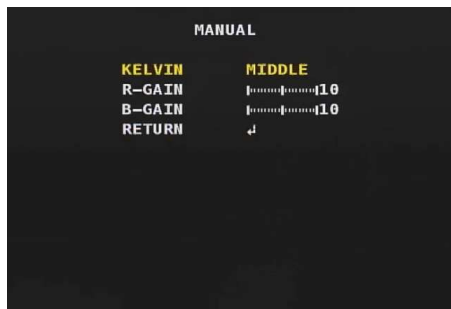 MANUAL
KELVIN MIDDLE
R−GAIN 10
B−GAIN 10
RETURN ↲